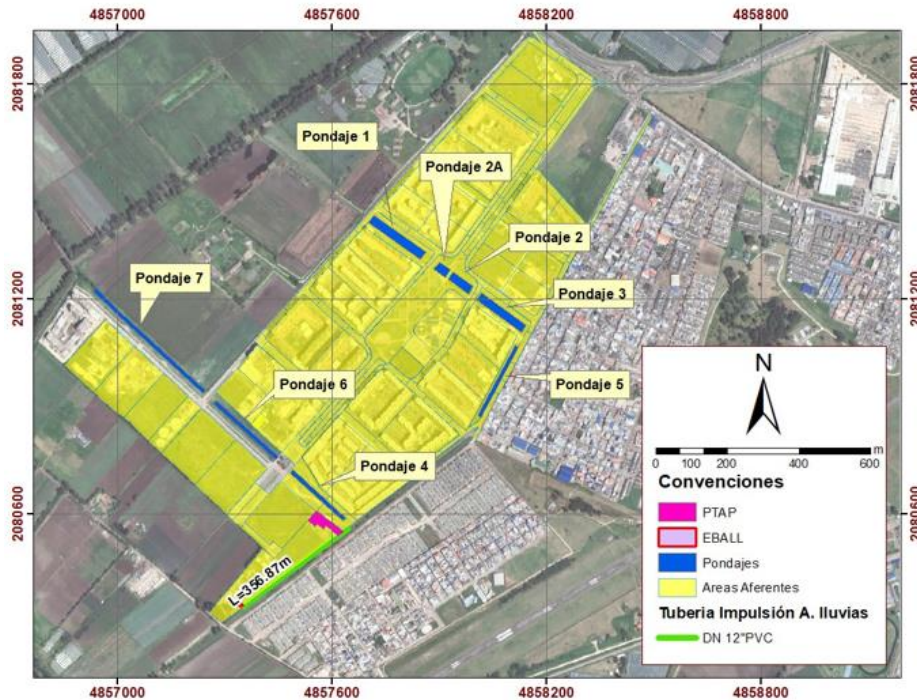 4857000 4857600 4858200 4858800
2081800 2081800
Pondaje 1
Pondaje 2A
Pondaje 2
Pondaje 7
Pondaje 3
2081200 2081200
Pondaje 6
Pondaje 5
Pondaje 4
L=356.87m
2080600 2080600
N
m
0 100 200 400 600
Convenciones
PTAP
EBALL
Pondajes
Areas Aferentes
Tuberia Impulsión A. lluvias
DN 12"PVC
4857000 4857600 4858200 4858800